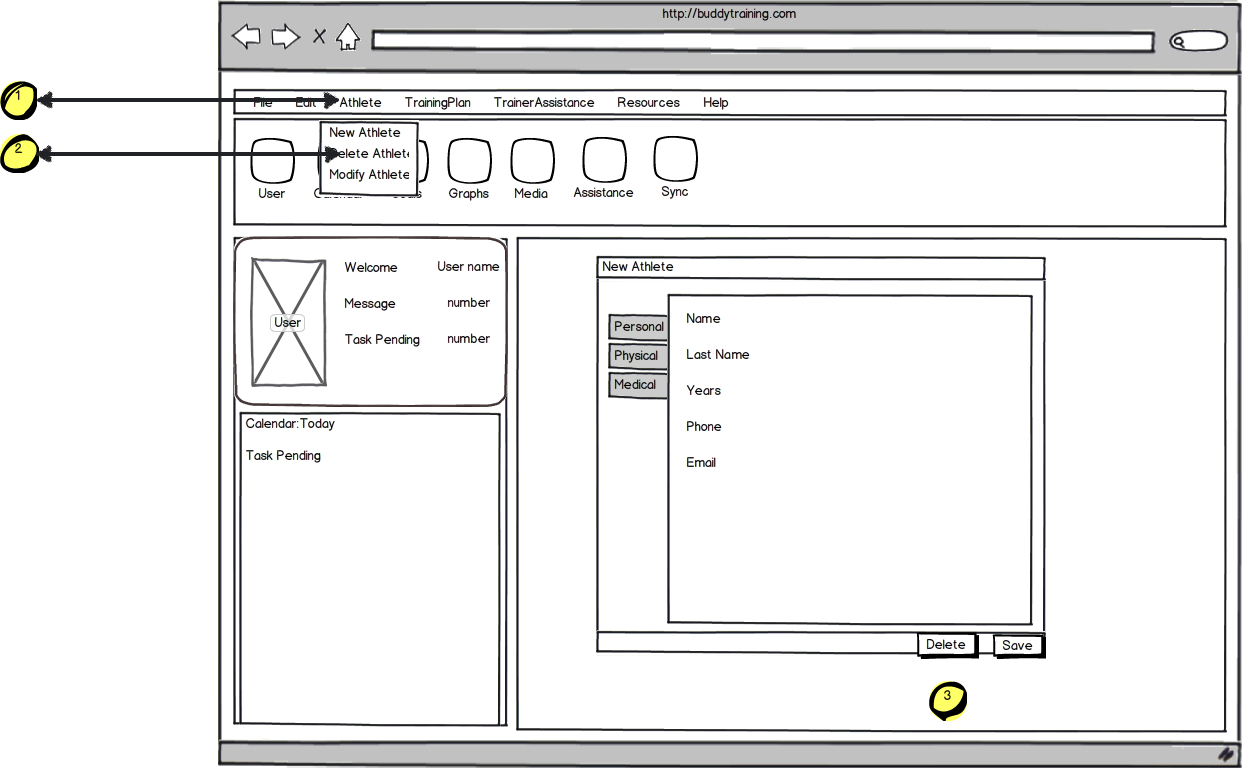 http://buddytraining.com
1
File Edit Athlete TrainingPlan TrainerAssistance Resources Help
New Athlete
2
Delete Athlete
Modify Athlete
User Graphs Media Assistance Sync
Welcome User name
Message number
User
Task Pending number
Calendar:Today
Task Pending
New Athlete
Personal
Physical
Medical
Name
Last Name
Years
Phone
Email
Delete Save
3